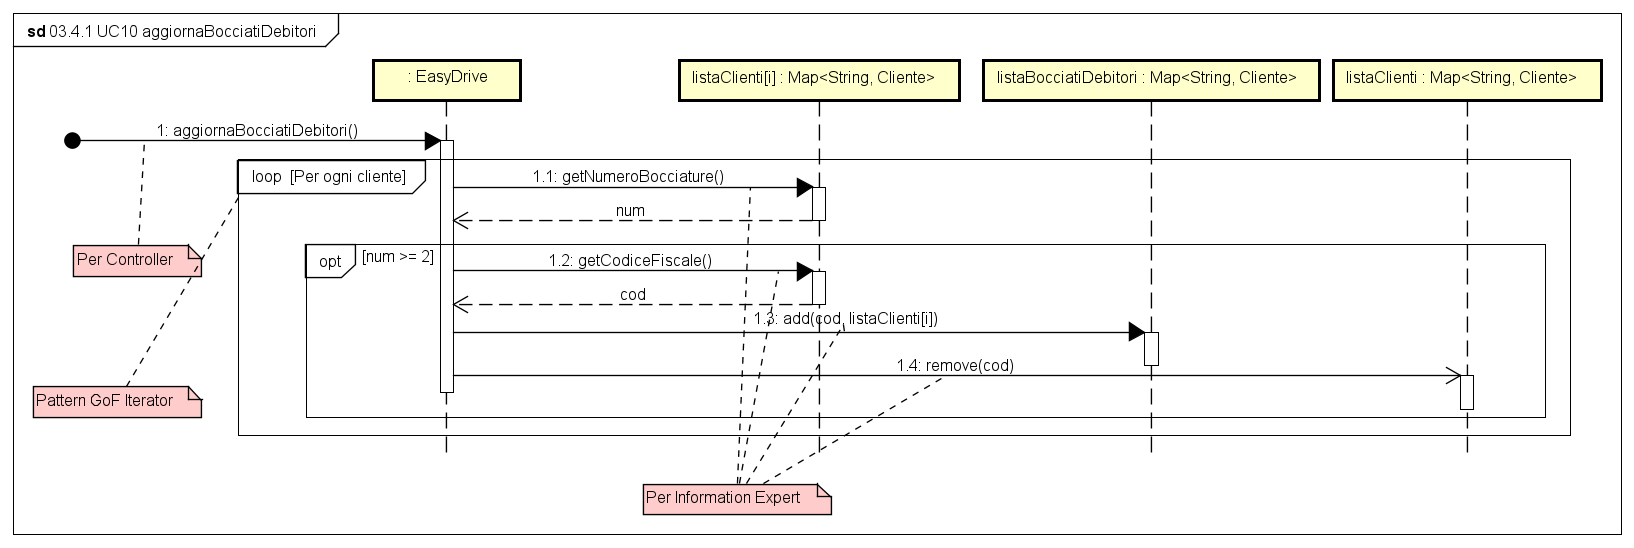 sd 03.4.1 UC10 aggiornaBocciatiDebitori
: EasyDrive
listaClienti[i] : Map<String, Cliente>
listaBocciatiDebitori : Map<String, Cliente>
listaClienti : Map<String, Cliente>
1: aggiornaBocciatiDebitori()
loop [Per ogni cliente]
1.1: getNumeroBocciature()
num
Per Controller
opt [num >= 2]
1.2: getCodiceFiscale()
cod
1.3: add(cod, listaClienti[i])
1.4: remove(cod)
Pattern GoF Iterator
Per Information Expert